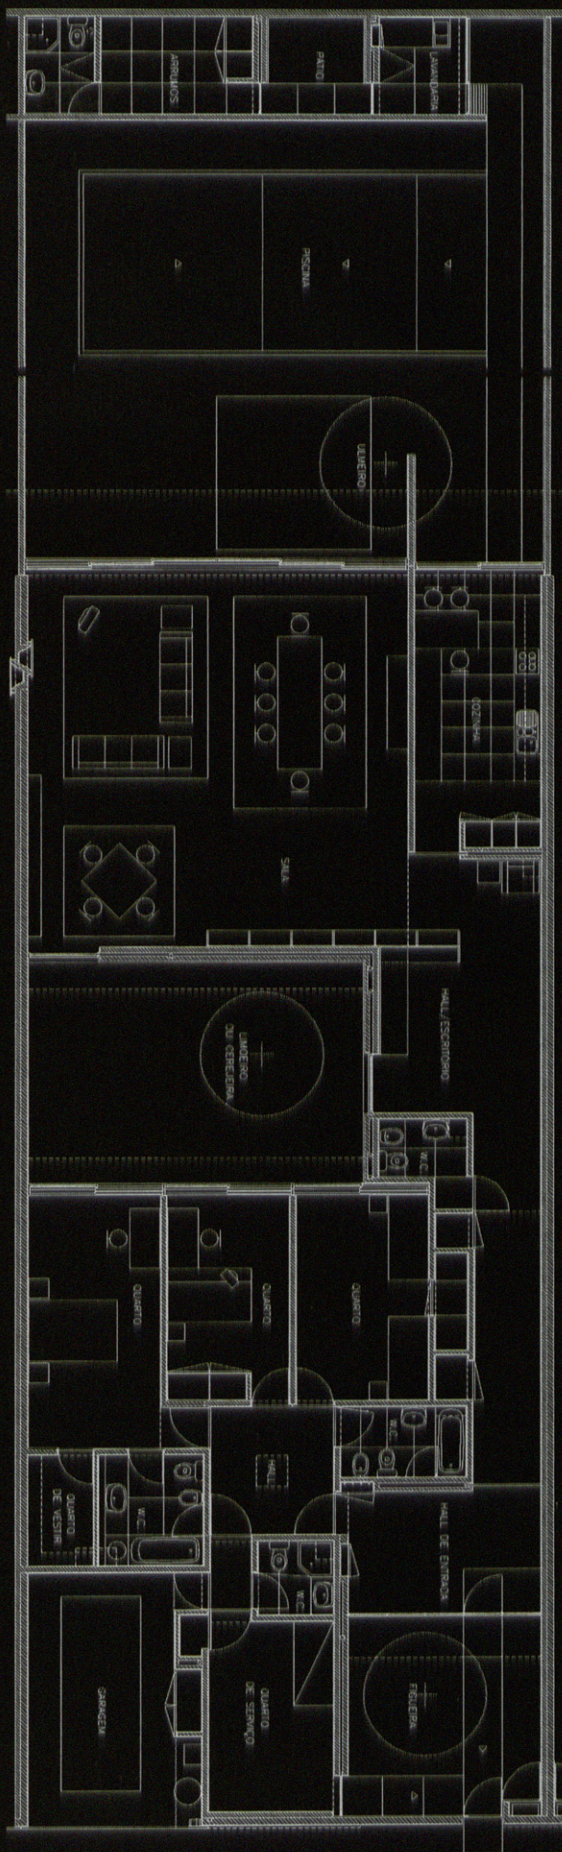 ARRUMOS
PATIO
LAVANDARIA
PISCINA
ULMEIRO
COZINHA
SALA
HALL/ESCRITORIO
LIMOEIRO
OU CEREJEIRA
W.C.
QUARTO
QUARTO
QUARTO
W.C.
HALL
QUARTO
DE VESTIR
W.C.
HALL DE ENTRADA
W.C.
QUARTO
DE SERVIÇO
FIGUEIRA
GARAGEM